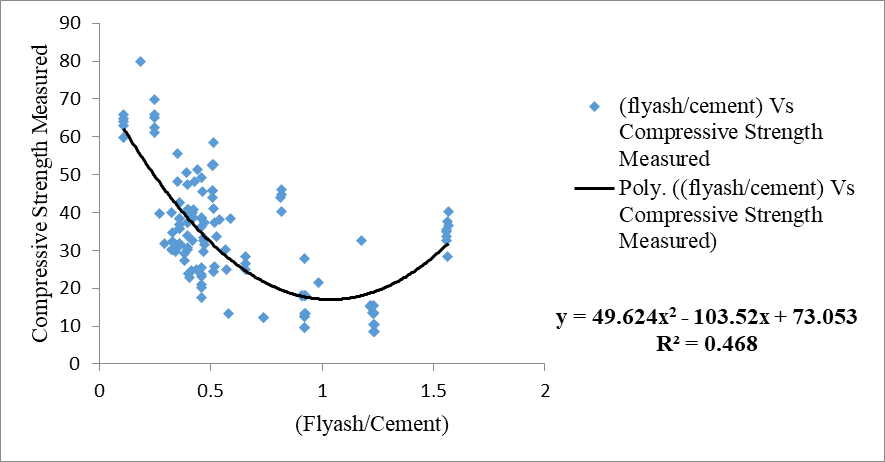 90
80
70
60
50
40
30
20
10
0
Compressive Strength Measured
0
0.5
1
1.5
2
(Flyash/Cement)
(flyash/cement) Vs
Compressive Strength
Measured
Poly. ((flyash/cement) Vs
Compressive Strength
Measured)
y = 49.624x² - 103.52x + 73.053
R² = 0.468